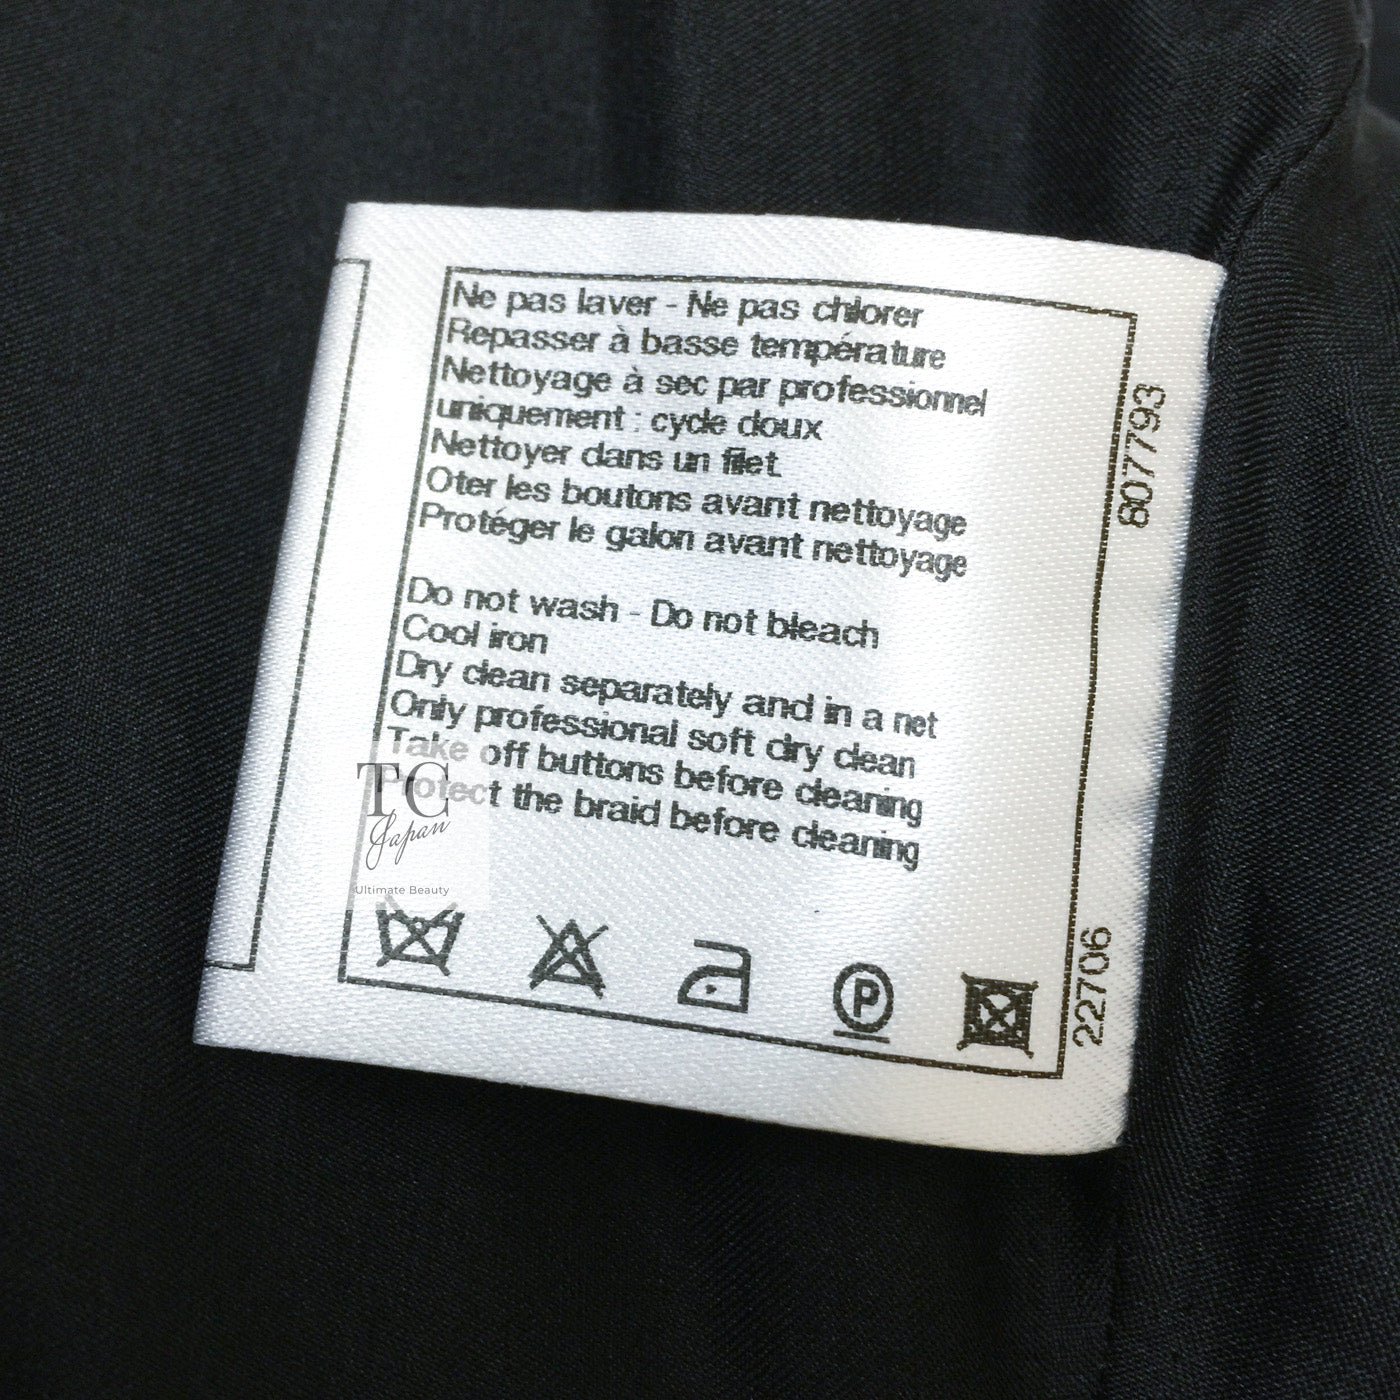 Ne pas laver - Ne pas chlorer
Repasser à basse température
Nettoyage à sec par professionnel
uniquement : cycle doux
Nettoyer dans un filet.
Oter les boutons avant nettoyage
Protéger le galon avant nettoyage
Do not wash - Do not bleach
Cool iron
Dry clean separately and in a net
Only professional soft dry clean
Take off buttons before cleaning
Protect the braid before cleaning
TC
Japan
Ultimate Beauty
P
807793
22706